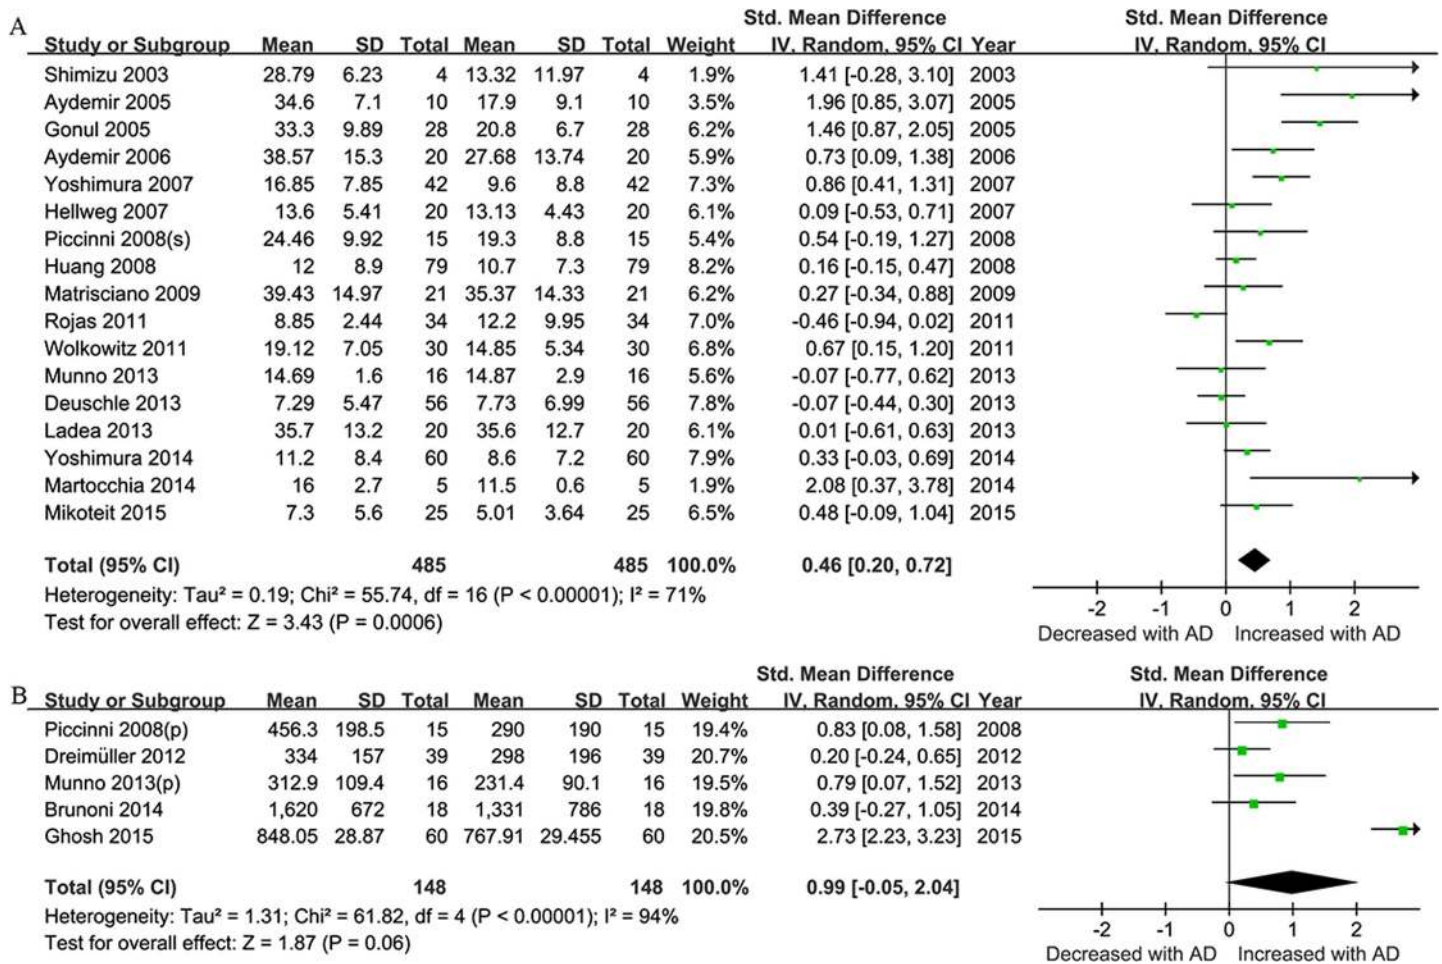 A
Std. Mean Difference Std. Mean Difference
Study or Subgroup Mean SD Total Mean SD Total Weight IV, Random, 95% CI Year IV, Random, 95% CI
Shimizu 2003 28.79 6.23 4 13.32 11.97 4 1.9% 1.41 [-0.28, 3.10] 2003
Aydemir 2005 34.6 7.1 10 17.9 9.1 10 3.5% 1.96 [0.85, 3.07] 2005
Gonul 2005 33.3 9.89 28 20.8 6.7 28 6.2% 1.46 [0.87, 2.05] 2005
Aydemir 2006 38.57 15.3 20 27.68 13.74 20 5.9% 0.73 [0.09, 1.38] 2006
Yoshimura 2007 16.85 7.85 42 9.6 8.8 42 7.3% 0.86 [0.41, 1.31] 2007
Hellweg 2007 13.6 5.41 20 13.13 4.43 20 6.1% 0.09 [-0.53, 0.71] 2007
Piccinni 2008(s) 24.46 9.92 15 19.3 8.8 15 5.4% 0.54 [-0.19, 1.27] 2008
Huang 2008 12 8.9 79 10.7 7.3 79 8.2% 0.16 [-0.15, 0.47] 2008
Matrisciano 2009 39.43 14.97 21 35.37 14.33 21 6.2% 0.27 [-0.34, 0.88] 2009
Rojas 2011 8.85 2.44 34 12.2 9.95 34 7.0% -0.46 [-0.94, 0.02] 2011
Wolkowitz 2011 19.12 7.05 30 14.85 5.34 30 6.8% 0.67 [0.15, 1.20] 2011
Munno 2013 14.69 1.6 16 14.87 2.9 16 5.6% -0.07 [-0.77, 0.62] 2013
Deuschle 2013 7.29 5.47 56 7.73 6.99 56 7.8% -0.07 [-0.44, 0.30] 2013
Ladea 2013 35.7 13.2 20 35.6 12.7 20 6.1% 0.01 [-0.61, 0.63] 2013
Yoshimura 2014 11.2 8.4 60 8.6 7.2 60 7.9% 0.33 [-0.03, 0.69] 2014
Martocchia 2014 16 2.7 5 11.5 0.6 5 1.9% 2.08 [0.37, 3.78] 2014
Mikoteit 2015 7.3 5.6 25 5.01 3.64 25 6.5% 0.48 [-0.09, 1.04] 2015
Total (95% CI) 485 485 100.0% 0.46 [0.20, 0.72]
Heterogeneity: Tau² = 0.19; Chi² = 55.74, df = 16 (P < 0.00001); I² = 71%
Test for overall effect: Z = 3.43 (P = 0.0006)
-2 -1 0 1 2
Decreased with AD Increased with AD
B
Std. Mean Difference Std. Mean Difference
Study or Subgroup Mean SD Total Mean SD Total Weight IV, Random, 95% CI Year IV, Random, 95% CI
Piccinni 2008(p) 456.3 198.5 15 290 190 15 19.4% 0.83 [0.08, 1.58] 2008
Dreimüller 2012 334 157 39 298 196 39 20.7% 0.20 [-0.24, 0.65] 2012
Munno 2013(p) 312.9 109.4 16 231.4 90.1 16 19.5% 0.79 [0.07, 1.52] 2013
Brunoni 2014 1,620 672 18 1,331 786 18 19.8% 0.39 [-0.27, 1.05] 2014
Ghosh 2015 848.05 28.87 60 767.91 29.455 60 20.5% 2.73 [2.23, 3.23] 2015
Total (95% CI) 148 148 100.0% 0.99 [-0.05, 2.04]
Heterogeneity: Tau² = 1.31; Chi² = 61.82, df = 4 (P < 0.00001); I² = 94%
Test for overall effect: Z = 1.87 (P = 0.06)
-2 -1 0 1 2
Decreased with AD Increased with AD